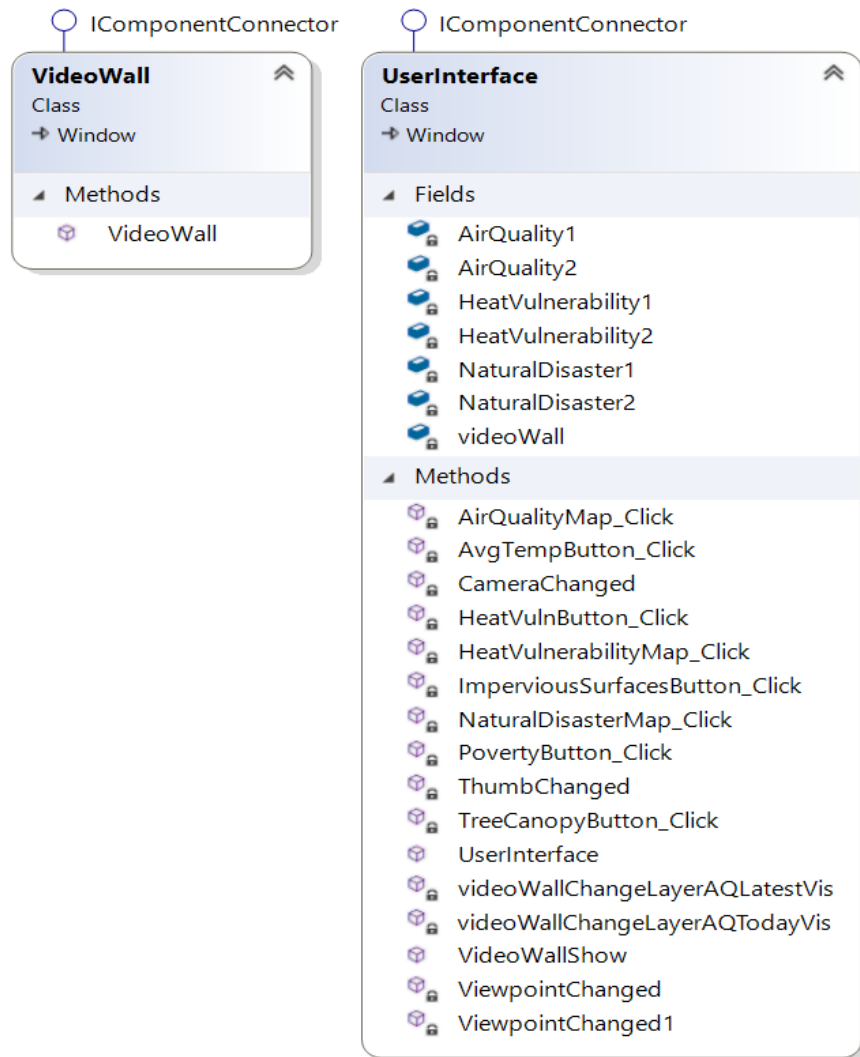 IComponentConnector
VideoWall
Class
Window
Methods
VideoWall
IComponentConnector
UserInterface
Class
Window
Fields
AirQuality1
AirQuality2
HeatVulnerability1
HeatVulnerability2
NaturalDisaster1
NaturalDisaster2
videoWall
Methods
AirQualityMap_Click
AvgTempButton_Click
CameraChanged
HeatVulnButton_Click
HeatVulnerabilityMap_Click
ImperviousSurfacesButton_Click
NaturalDisasterMap_Click
PovertyButton_Click
ThumbChanged
TreeCanopyButton_Click
UserInterface
videoWallChangeLayerAQLatestVis
videoWallChangeLayerAQTodayVis
VideoWallShow
ViewpointChanged
ViewpointChanged1